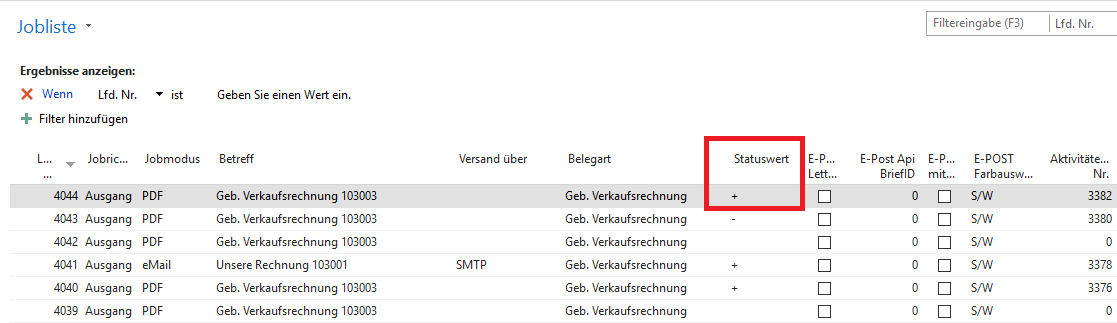 Jobliste
Filtereingabe (F3) Lfd. Nr.
Ergebnisse anzeigen:
Wenn Lfd. Nr. ist Geben Sie einen Wert ein.
Filter hinzufügen
L... Jobric... Jobmodus Betreff Versand über Belegart Statuswert E-P... E-Post Api E-P... E-POST Aktivitäte...
... Lett... BriefID mit... Farbausw... Nr.
4044 Ausgang PDF Geb. Verkaufsrechnung 103003 Geb. Verkaufsrechnung + 0 S/W 3382
4043 Ausgang PDF Geb. Verkaufsrechnung 103003 Geb. Verkaufsrechnung - 0 S/W 3380
4042 Ausgang PDF Geb. Verkaufsrechnung 103003 Geb. Verkaufsrechnung 0 S/W 0
4041 Ausgang eMail Unsere Rechnung 103001 SMTP Geb. Verkaufsrechnung + 0 S/W 3378
4040 Ausgang PDF Geb. Verkaufsrechnung 103003 Geb. Verkaufsrechnung + 0 S/W 3376
4039 Ausgang PDF Geb. Verkaufsrechnung 103003 Geb. Verkaufsrechnung 0 S/W 0